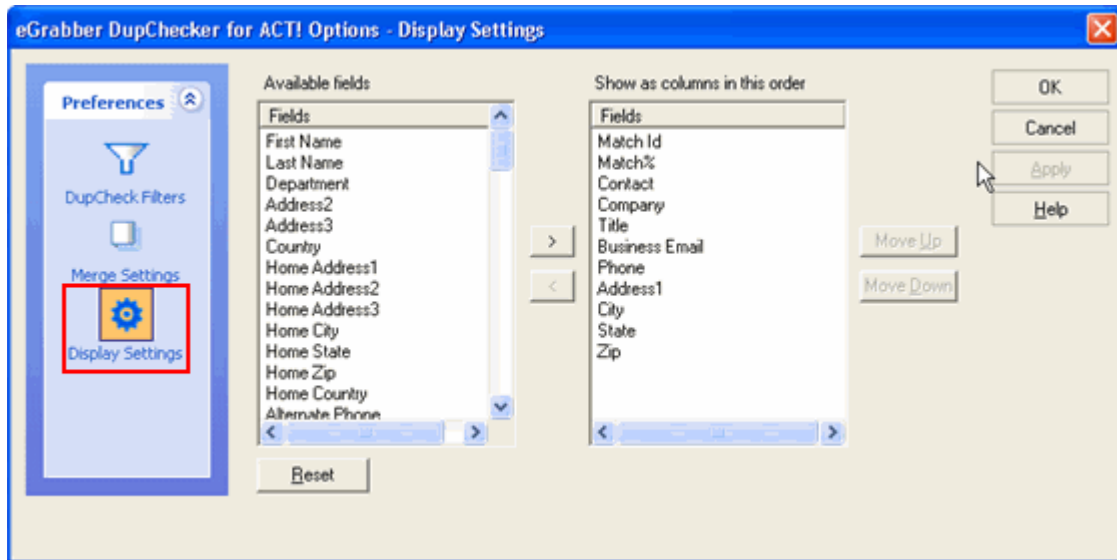 eGrabber DupChecker for ACT! Options - Display Settings
Preferences
DupCheck Filters
Merge Settings
Display Settings
Available fields
Fields
First Name
Last Name
Department
Address2
Address3
Country
Home Address1
Home Address2
Home Address3
Home City
Home State
Home Zip
Home Country
Alternate Phone
Reset
>
<
Show as columns in this order
Fields
Match Id
Match%
Contact
Company
Title
Business Email
Phone
Address1
City
State
Zip
Move Up
Move Down
OK
Cancel
Apply
Help